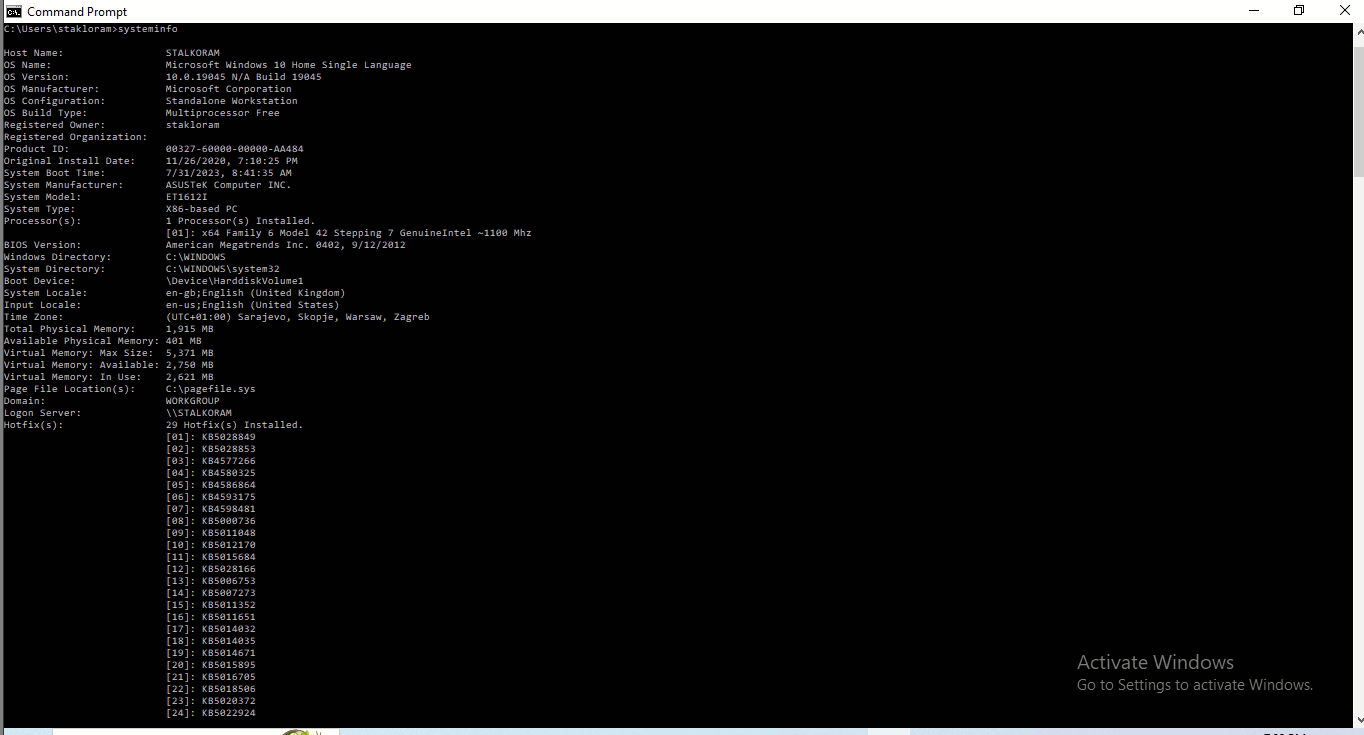 Command Prompt
C:\Users\stakloram>systeminfo
Host Name: STALKORAM
OS Name: Microsoft Windows 10 Home Single Language
OS Version: 10.0.19045 N/A Build 19045
OS Manufacturer: Microsoft Corporation
OS Configuration: Standalone Workstation
OS Build Type: Multiprocessor Free
Registered Owner: stakloram
Registered Organization:
Product ID: 00327-60000-00000-AA484
Original Install Date: 11/26/2020, 7:10:25 PM
System Boot Time: 7/31/2023, 8:41:35 AM
System Manufacturer: ASUSTeK Computer INC.
System Model: ET1612I
System Type: X86-based PC
Processor(s): 1 Processor(s) Installed.
[01]: x64 Family 6 Model 42 Stepping 7 GenuineIntel ~1100 Mhz
BIOS Version: American Megatrends Inc. 0402, 9/12/2012
Windows Directory: C:\WINDOWS
System Directory: C:\WINDOWS\system32
Boot Device: \Device\HarddiskVolume1
System Locale: en-gb;English (United Kingdom)
Input Locale: en-us;English (United States)
Time Zone: (UTC+01:00) Sarajevo, Skopje, Warsaw, Zagreb
Total Physical Memory: 1,915 MB
Available Physical Memory: 401 MB
Virtual Memory: Max Size: 5,371 MB
Virtual Memory: Available: 2,750 MB
Virtual Memory: In Use: 2,621 MB
Page File Location(s): C:\pagefile.sys
Domain: WORKGROUP
Logon Server: \\STALKORAM
Hotfix(s): 29 Hotfix(s) Installed.
[01]: KB5028849
[02]: KB5028853
[03]: KB4577266
[04]: KB4580325
[05]: KB4586864
[06]: KB4593175
[07]: KB4598481
[08]: KB5000736
[09]: KB5011048
[10]: KB5012170
[11]: KB5015684
[12]: KB5028166
[13]: KB5006753
[14]: KB5007273
[15]: KB5011352
[16]: KB5011651
[17]: KB5014032
[18]: KB5014035
[19]: KB5014671
[20]: KB5015895
[21]: KB5016705
[22]: KB5018506
[23]: KB5020372
[24]: KB5022924
Activate Windows
Go to Settings to activate Windows.